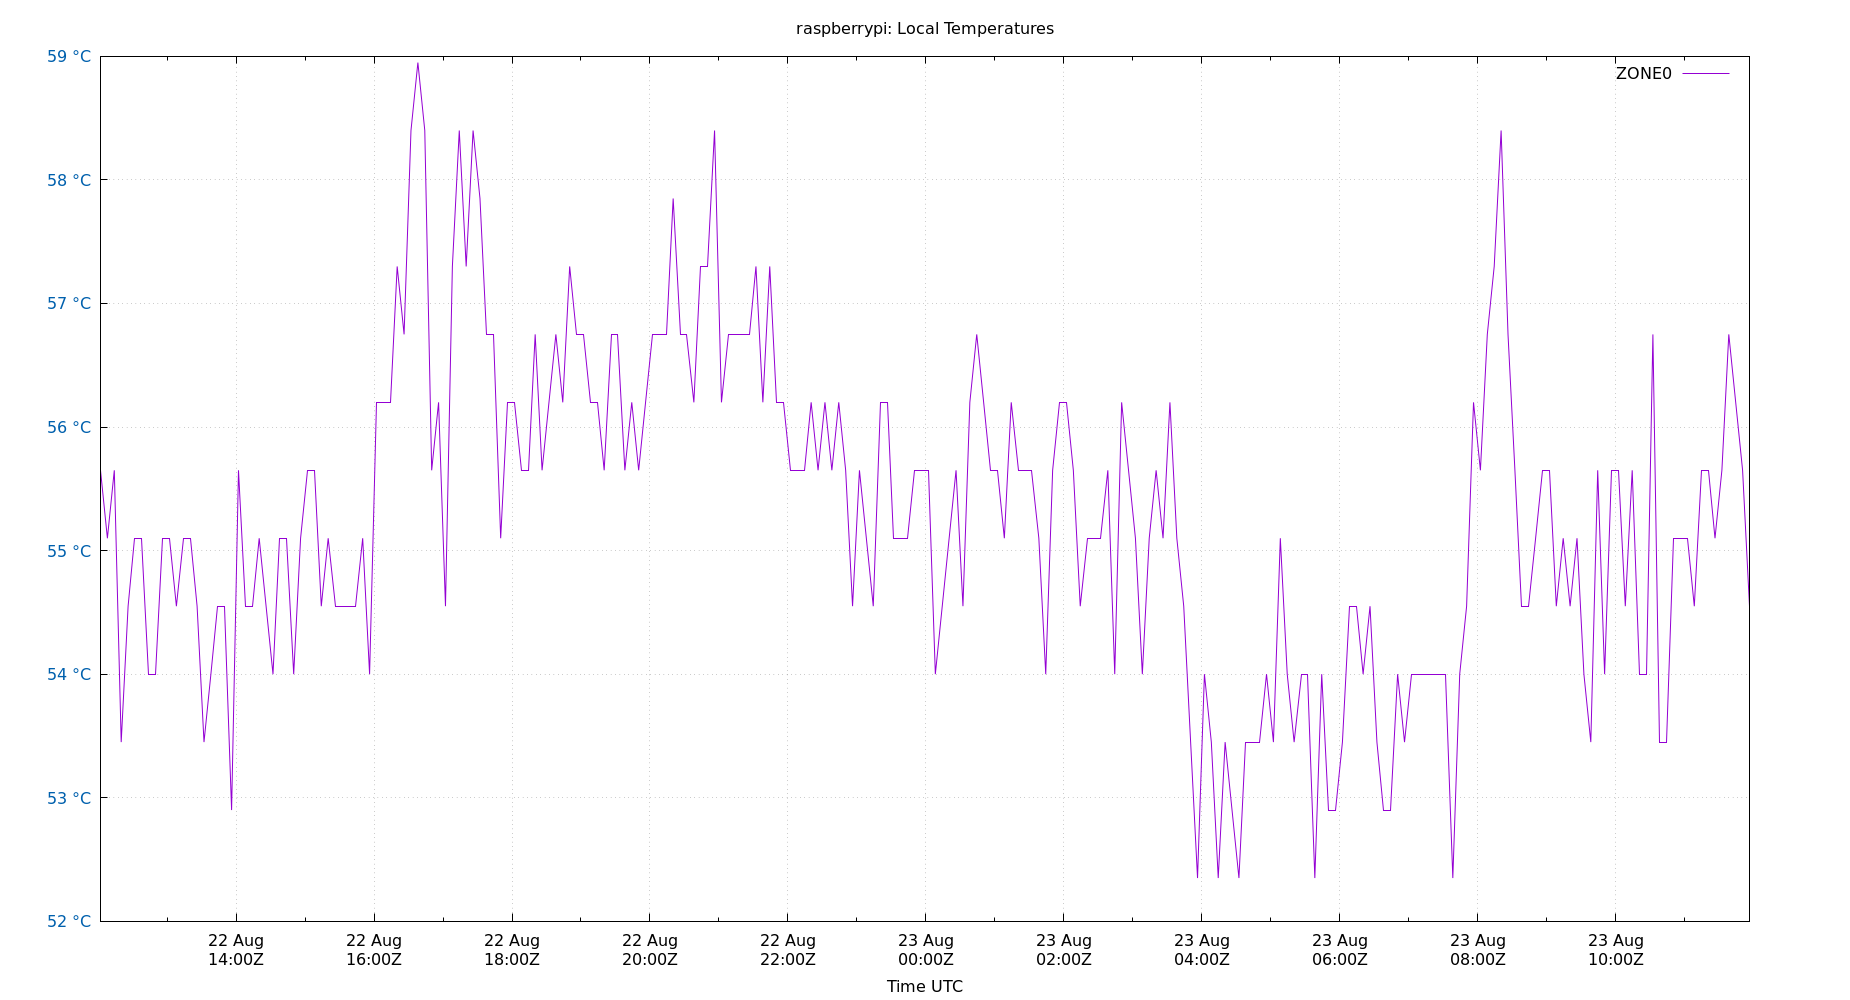 raspberrypi: Local Temperatures
ZONE0
59 °C
58 °C
57 °C
56 °C
55 °C
54 °C
53 °C
52 °C
22 Aug 22 Aug 22 Aug 22 Aug 22 Aug 23 Aug 23 Aug 23 Aug 23 Aug 23 Aug 23 Aug
14:00Z 16:00Z 18:00Z 20:00Z 22:00Z 00:00Z 02:00Z 04:00Z 06:00Z 08:00Z 10:00Z
Time UTC